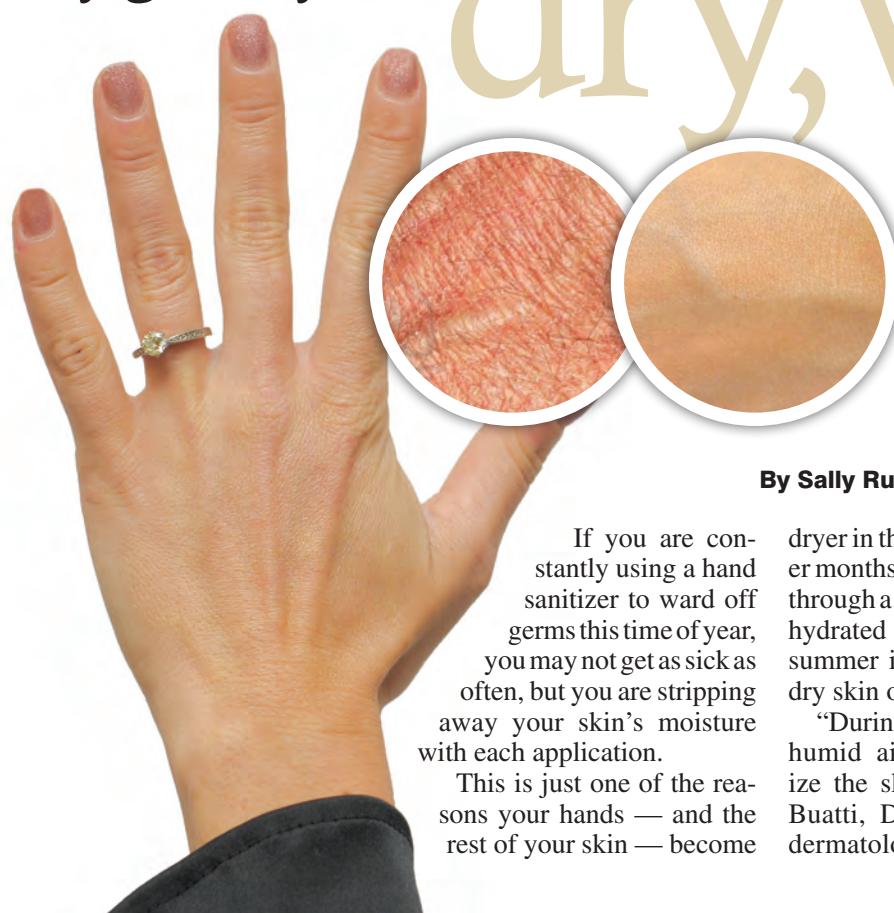 dry,
By Sally Ru
If you are con-
stantly using a hand
sanitizer to ward off
germs this time of year,
you may not get as sick as
often, but you are stripping
away your skin’s moisture
with each application.
This is just one of the rea-
sons your hands — and the
rest of your skin — become
dryer in th
er months
through a
hydrated
summer i
dry skin o
“Durin
humid ai
ize the
Buatti, D
dermatolo